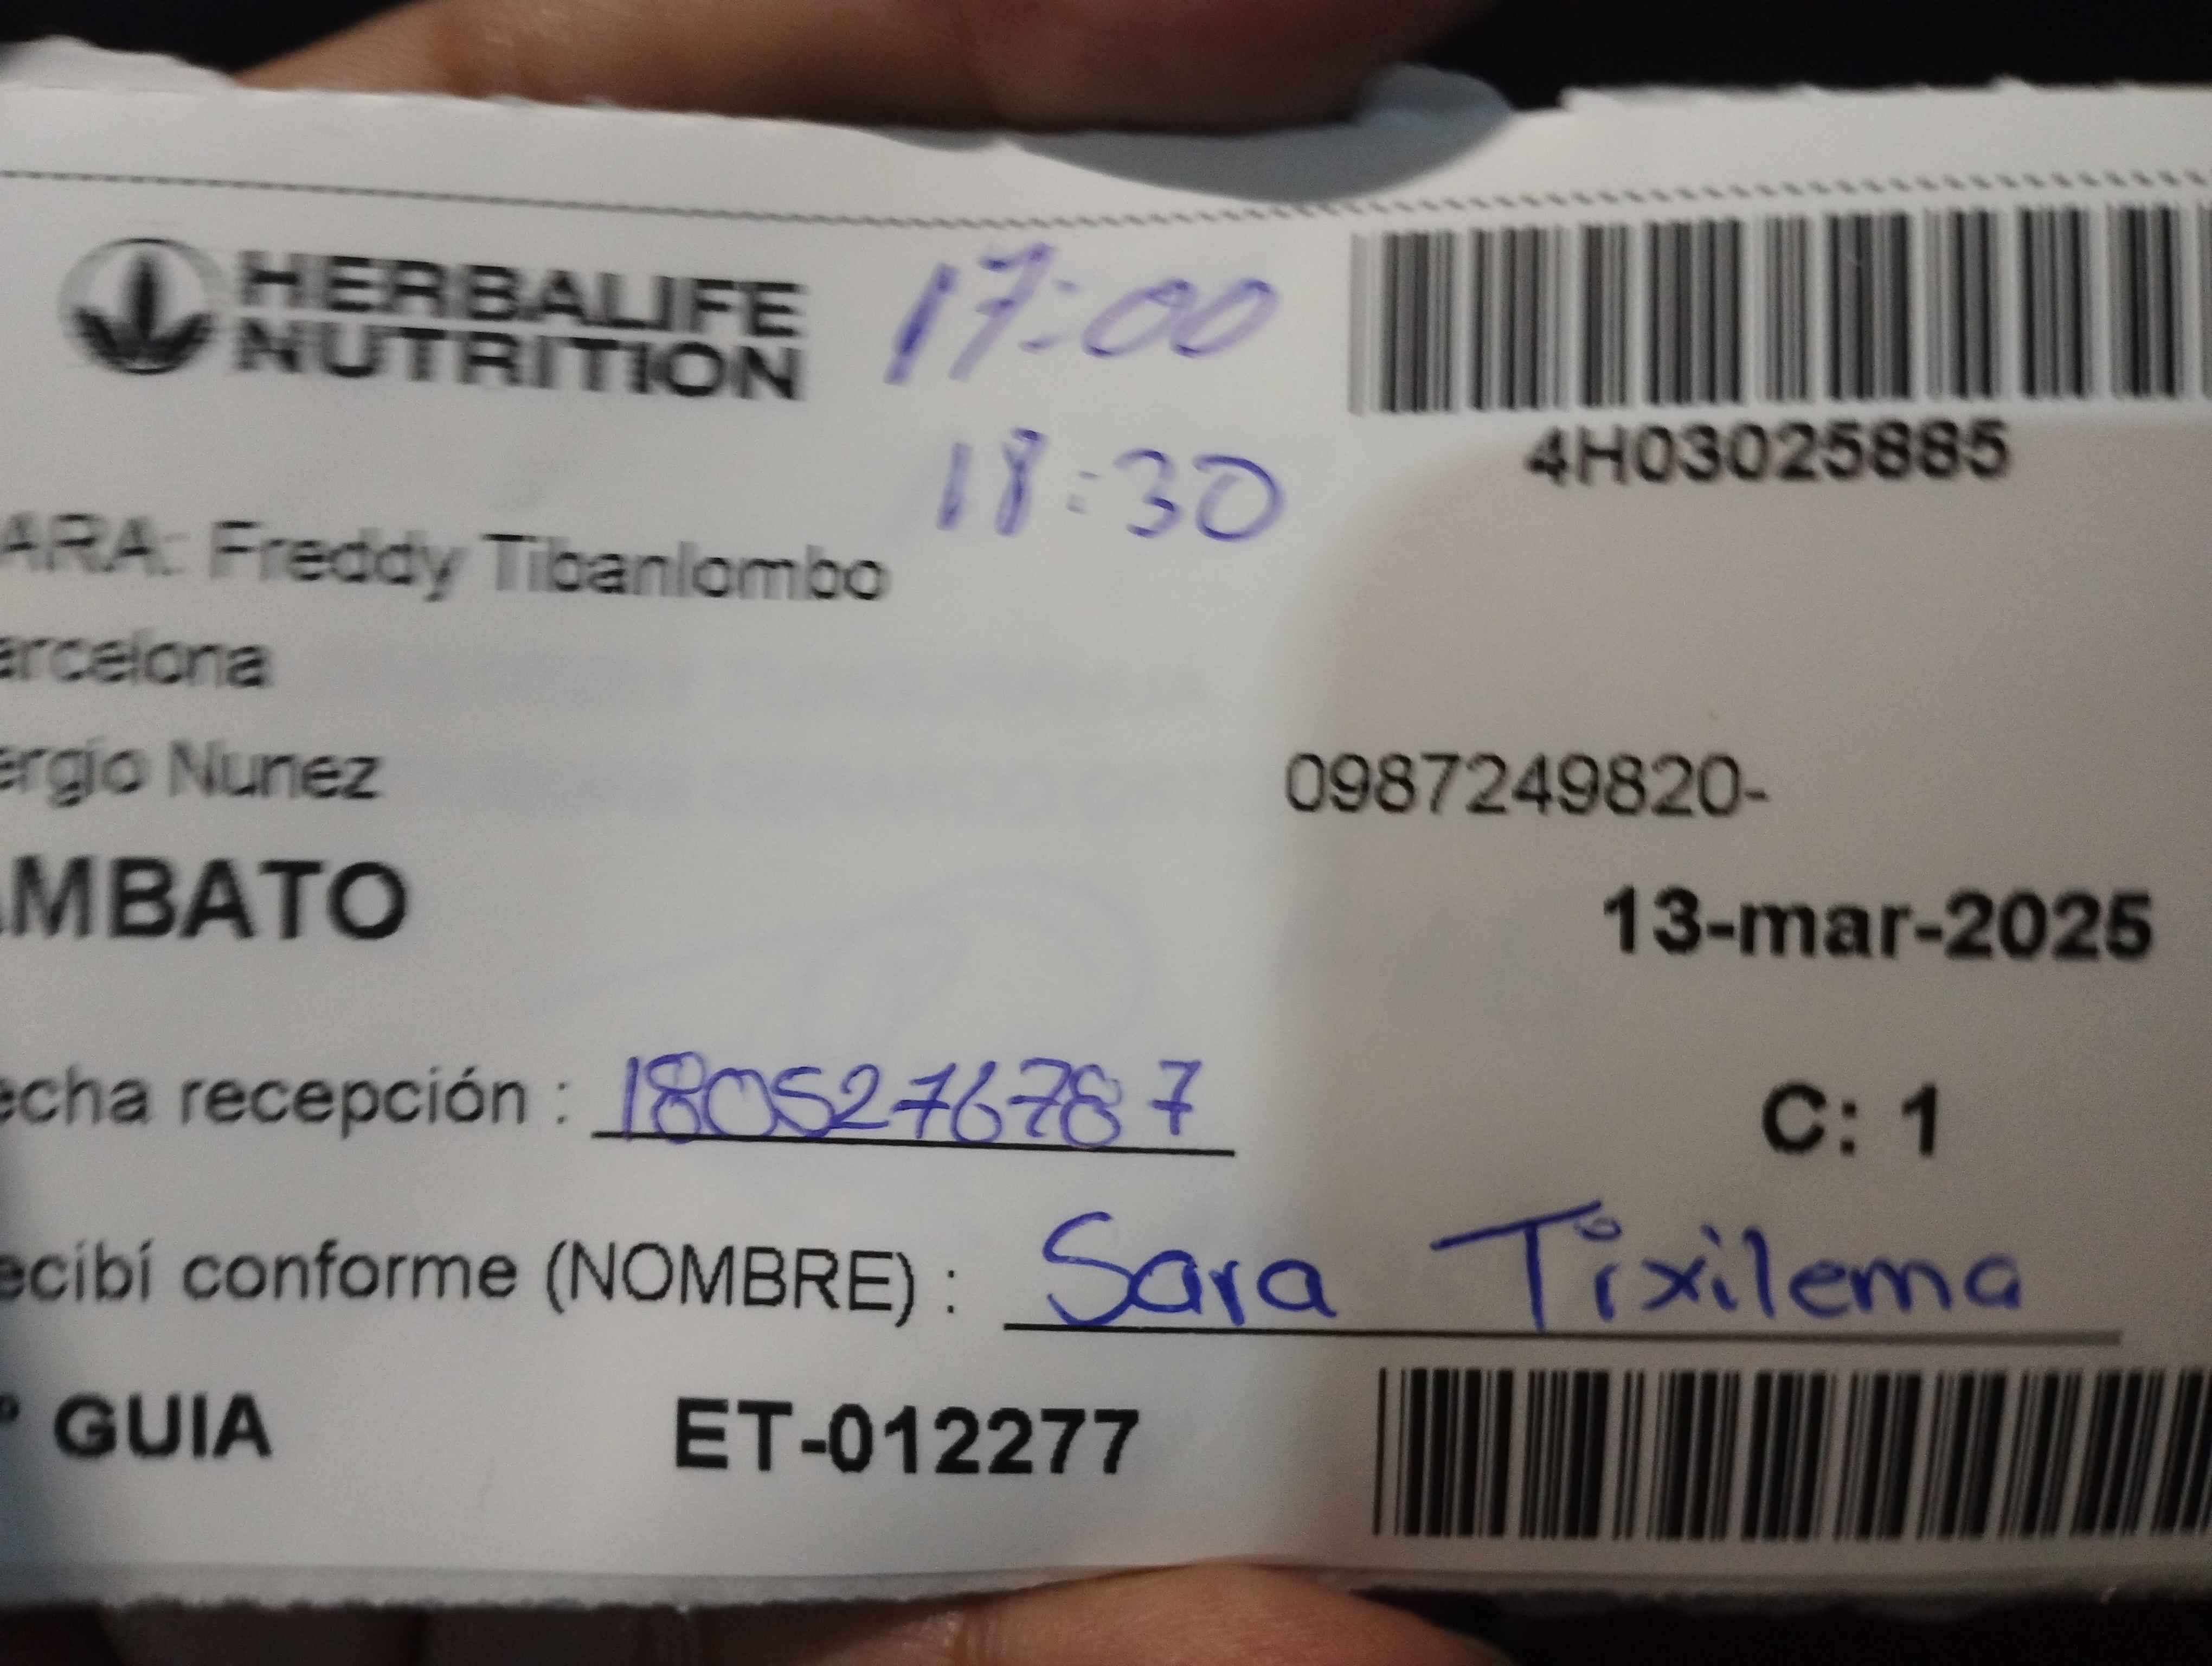 HERBALIFE
NUTRITION
17:00
18:30
4H03025885
ARA: Freddy Tibanlombo
arcelona
ergio Nunez
0987249820-
AMBATO
13-mar-2025
echa recepción : 1805276787
C: 1
ecibí conforme (NOMBRE) : Sara Tixilema
° GUIA ET-012277